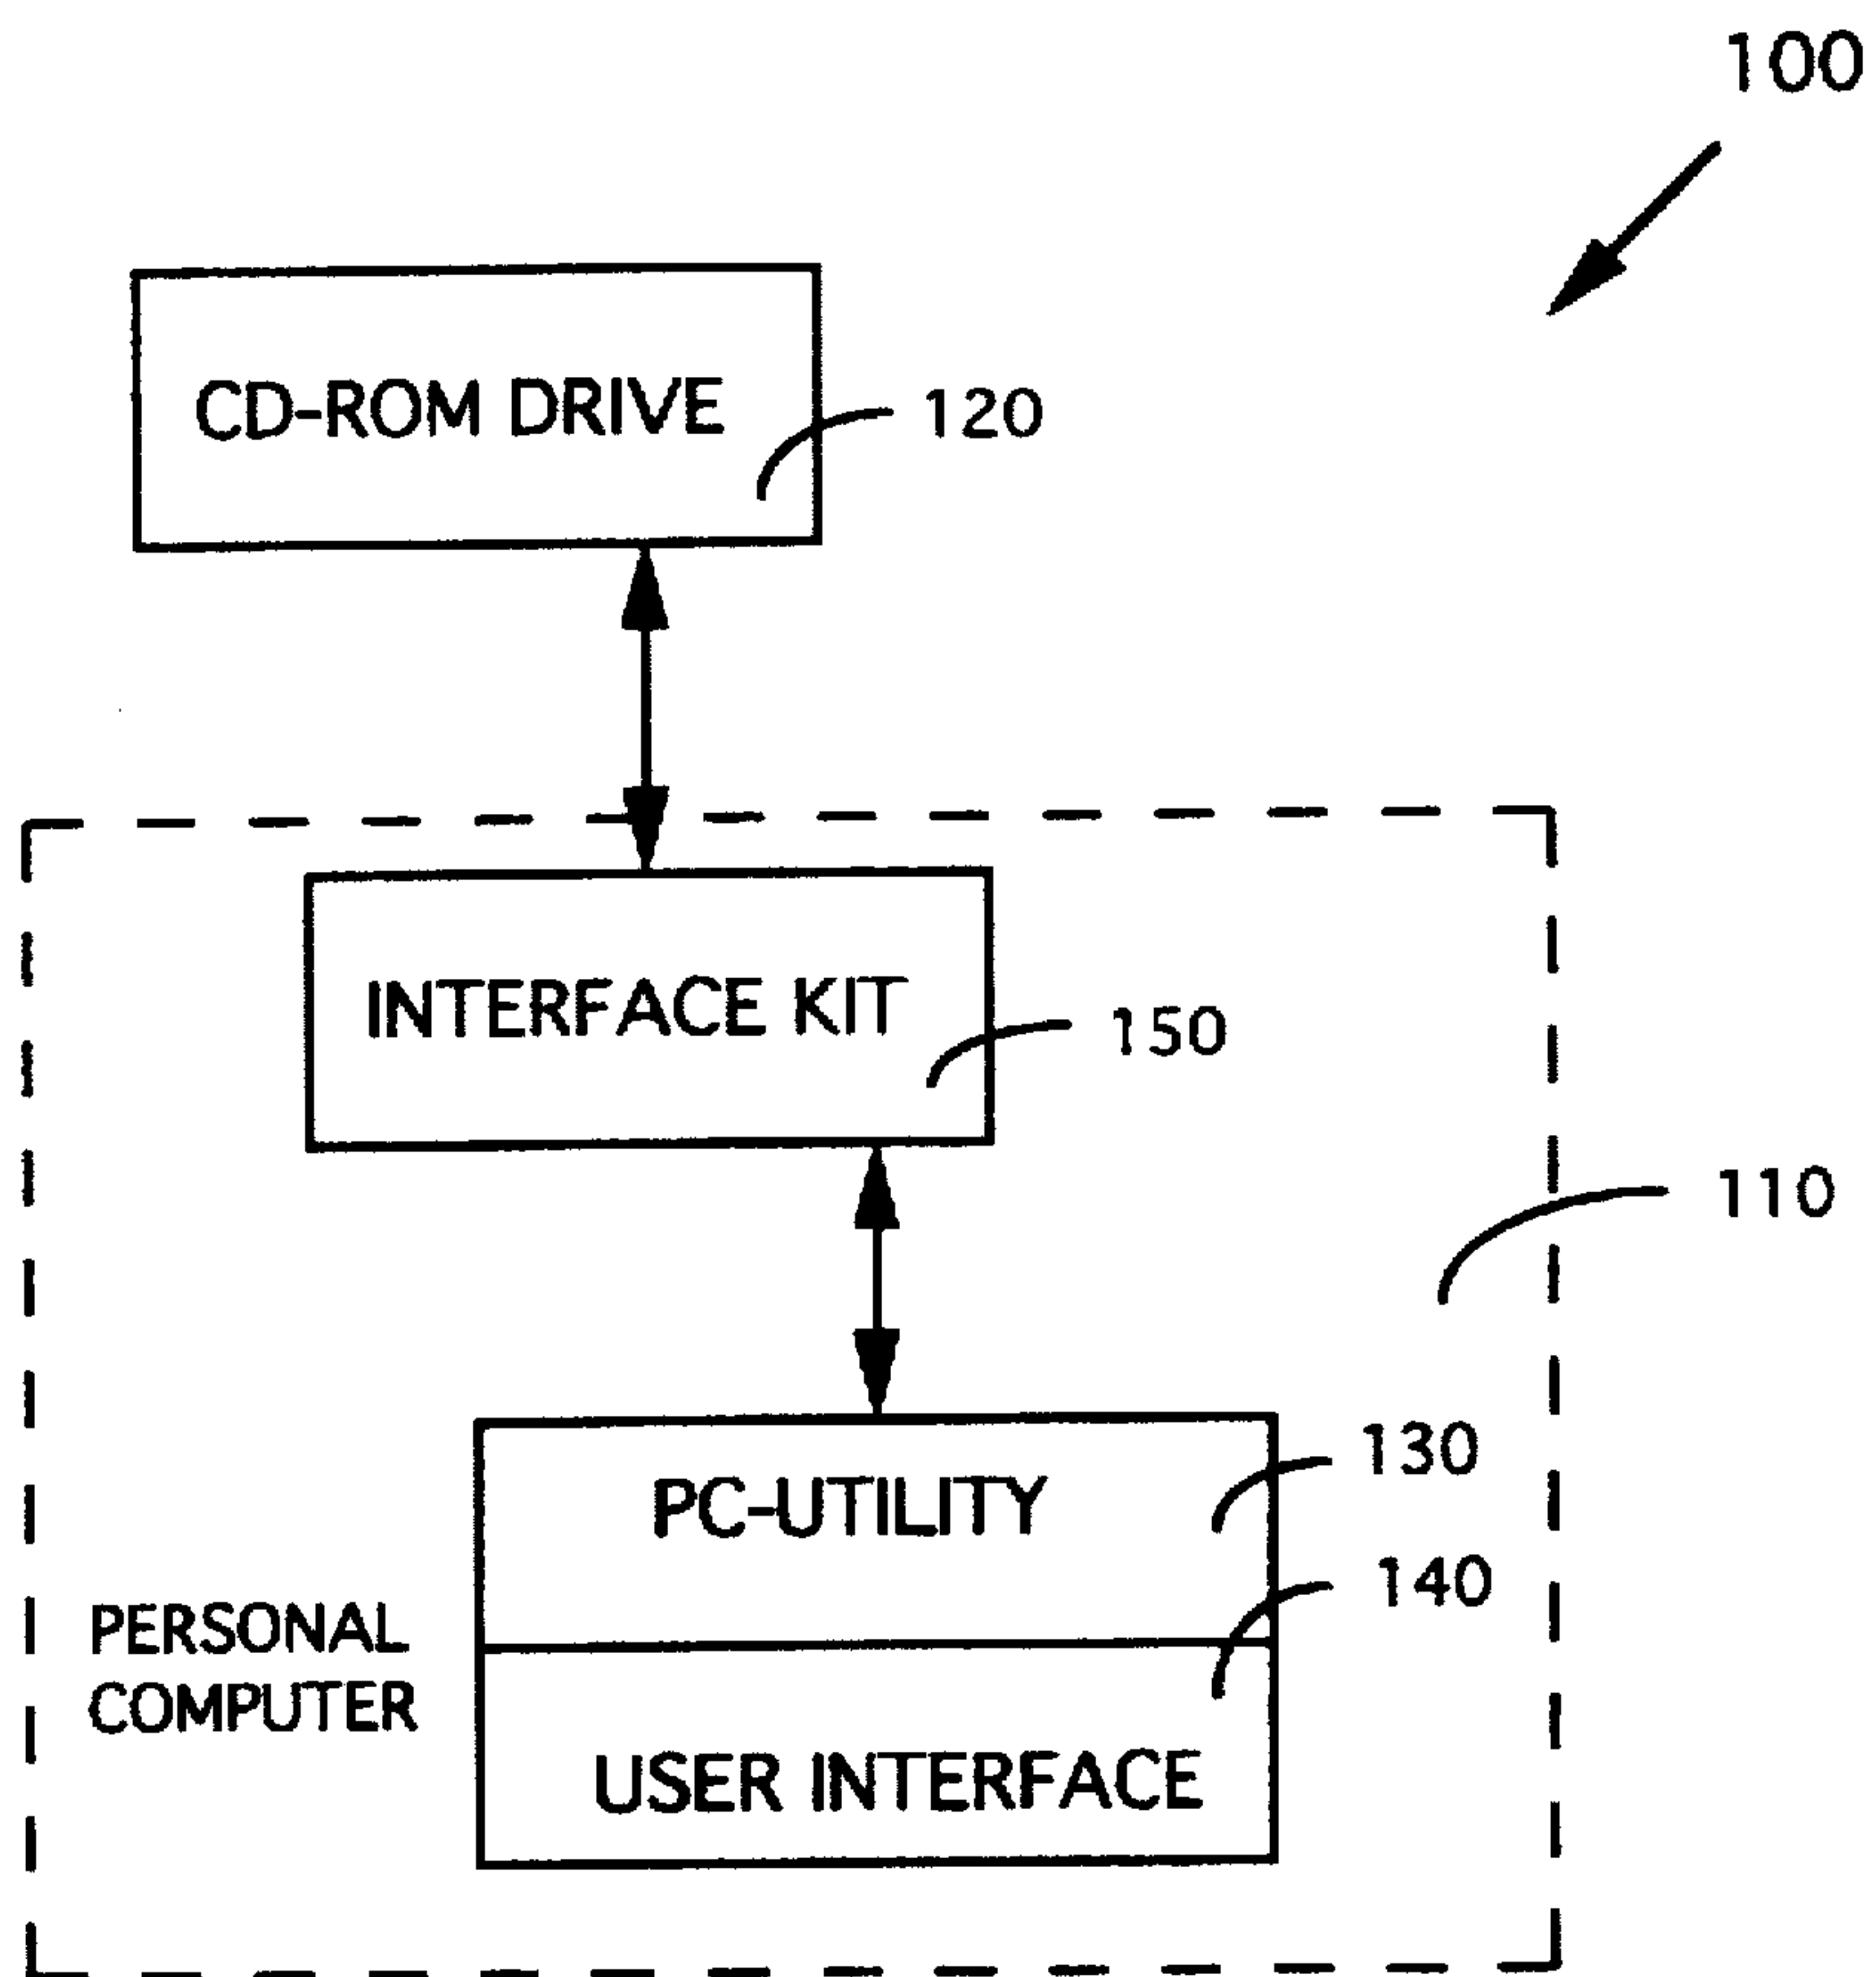 100
CD-ROM DRIVE
120
INTERFACE KIT
150
110
PC-UTILITY
130
140
PERSONAL
COMPUTER
USER INTERFACE